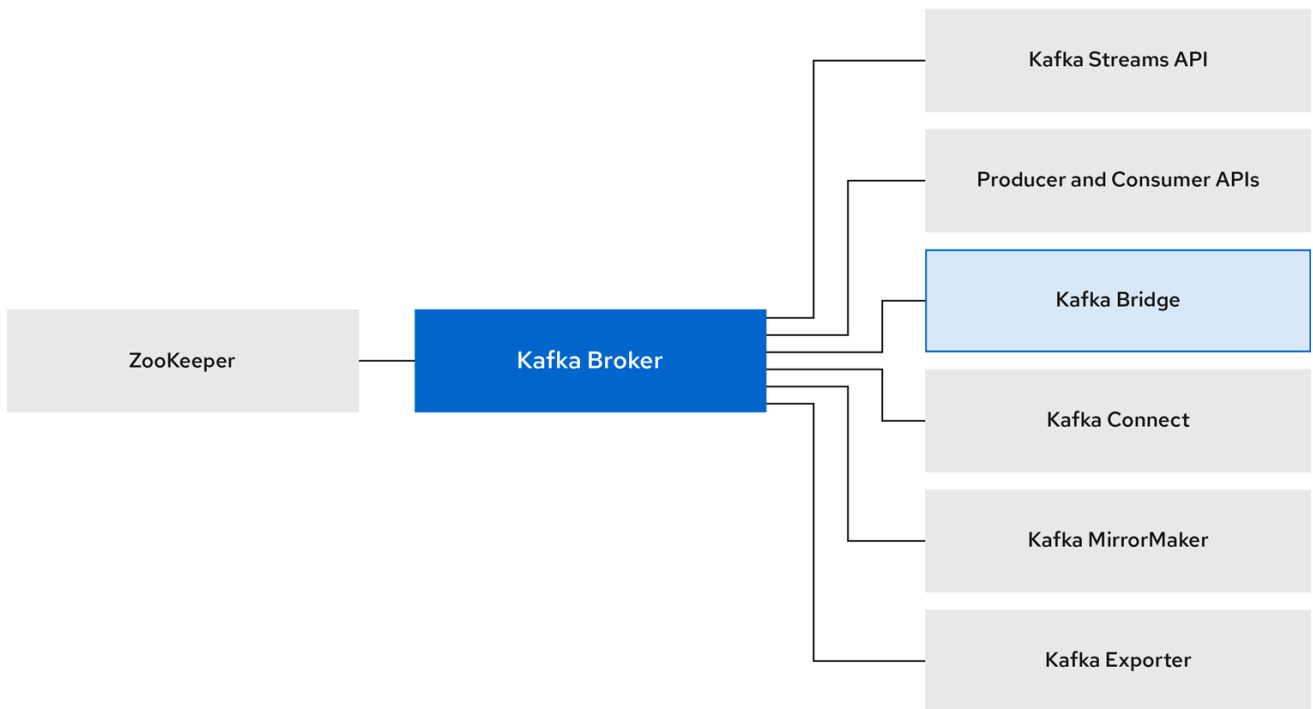 Kafka Streams API
Producer and Consumer APIs
Kafka Bridge
ZooKeeper
Kafka Broker
Kafka Connect
Kafka MirrorMaker
Kafka Exporter